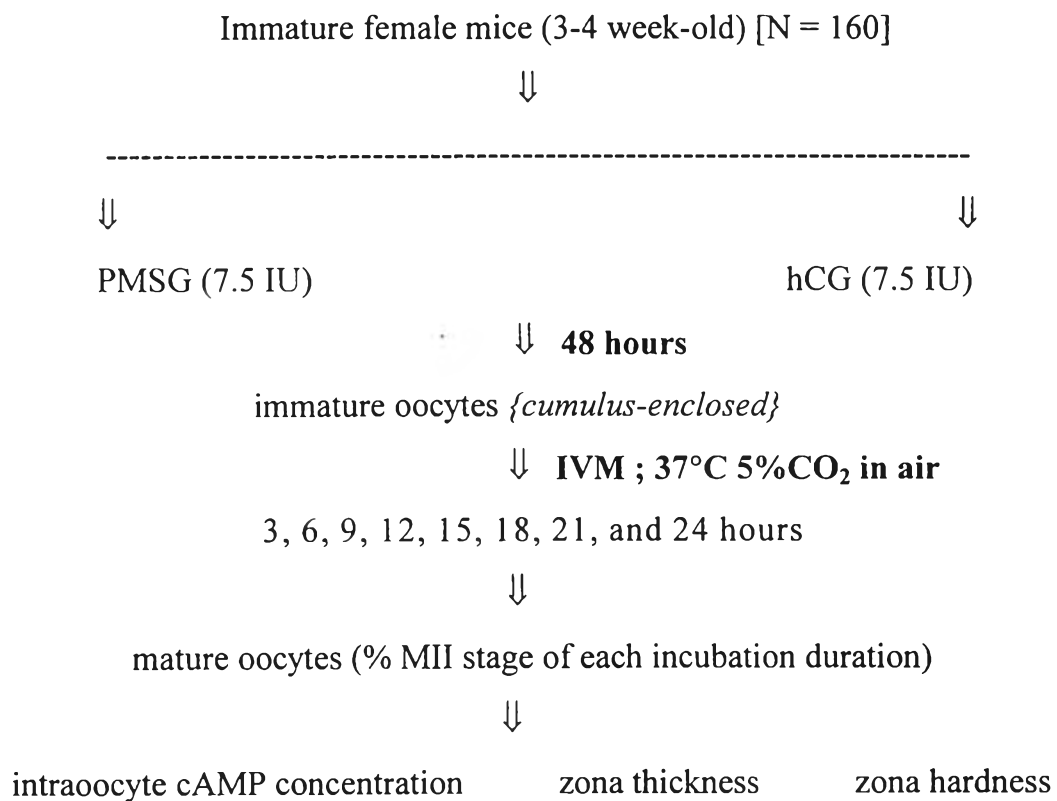 Immature female mice (3-4 week-old) [N = 160]
⇓
--------------------------------------------------------------------------------
⇓ ⇓
PMSG (7.5 IU) hCG (7.5 IU)
⇓ 48 hours
immature oocytes {cumulus-enclosed}
⇓ IVM ; 37°C 5%CO₂ in air
3, 6, 9, 12, 15, 18, 21, and 24 hours
⇓
mature oocytes (% MII stage of each incubation duration)
⇓
intraoocyte cAMP concentration zona thickness zona hardness